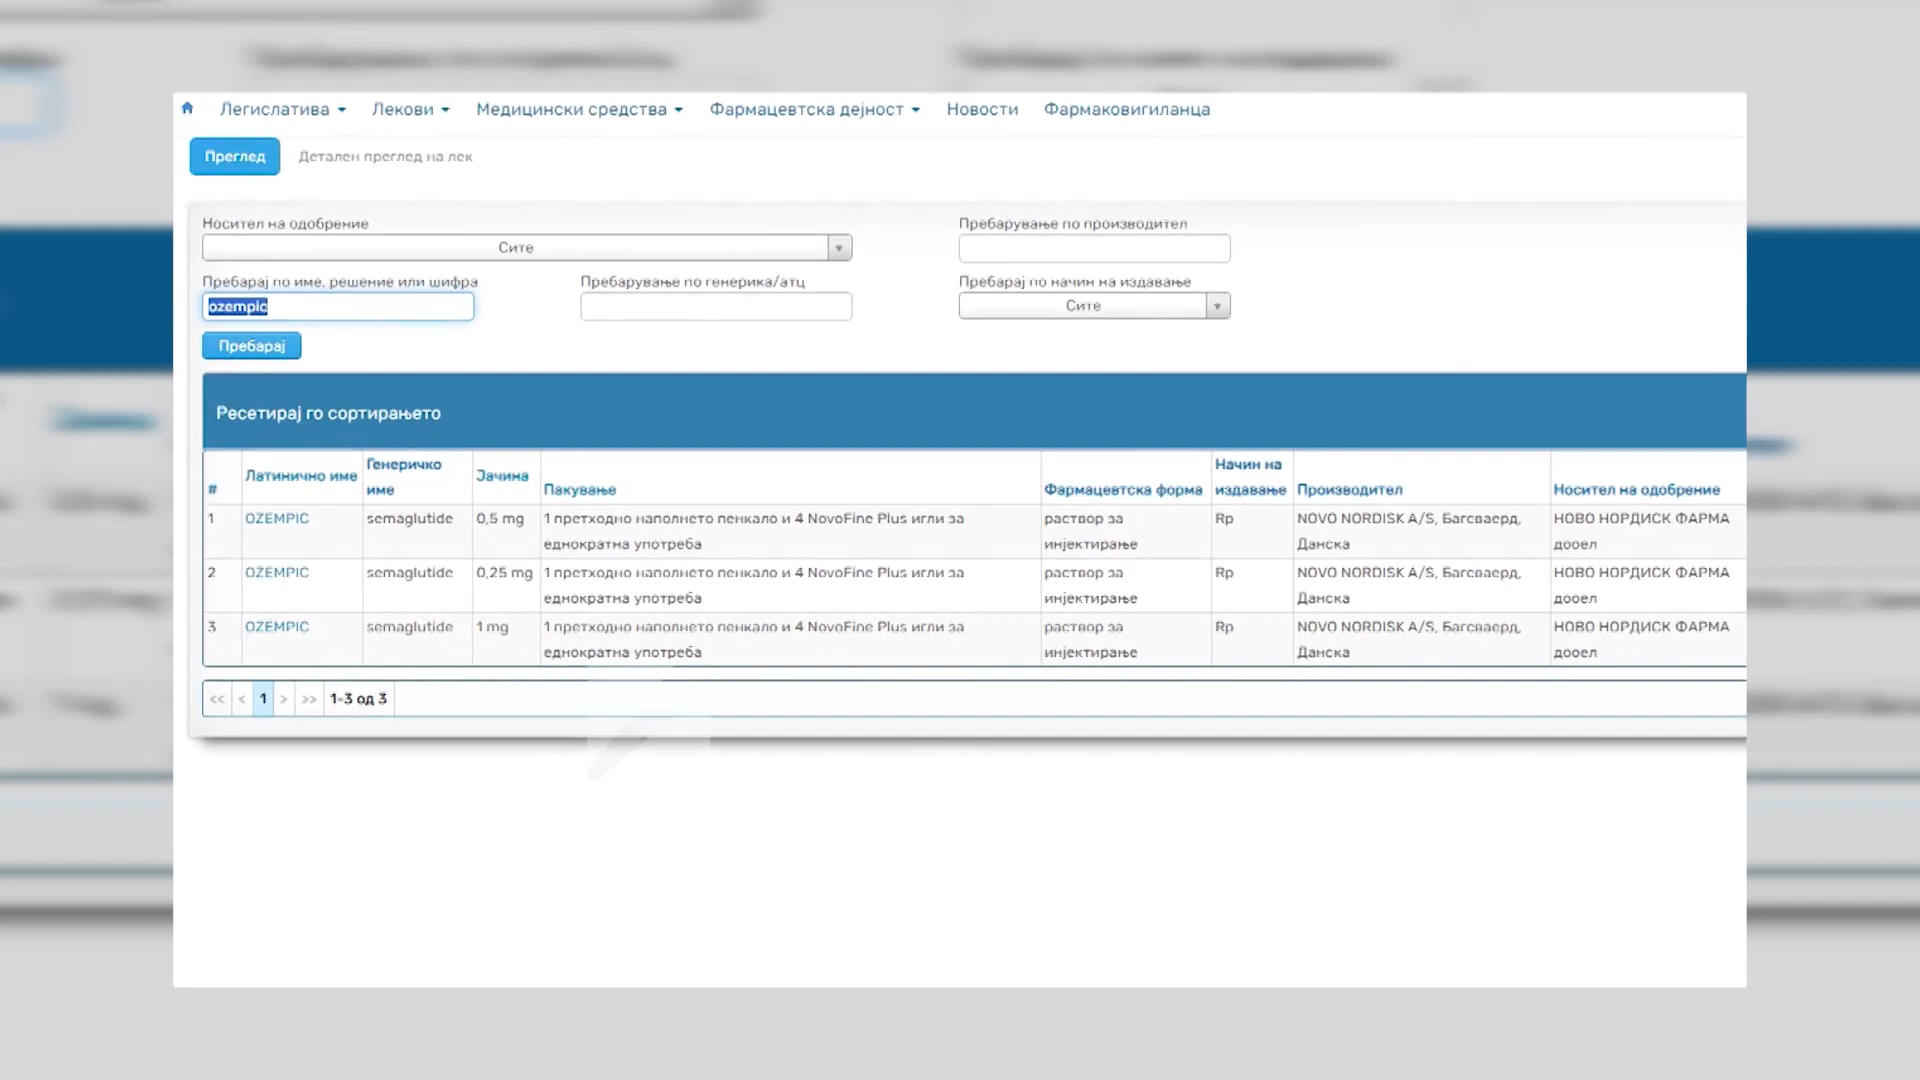 Легислатива Лекови Медицински средства Фармацевтска дејност Новости Фармаковигиланца
Преглед Детален преглед на лек
Носител на одобрение Пребарување по производител
Сите
Пребарај по име, решение или шифра Пребарување по генерика/атц Пребарај по начин на издавање
ozempic Сите
Пребарај
Ресетирај го сортирањето
# Латинично име Генеричко име Јачина Пакување Фармацевтска форма Начин на издавање Производител Носител на одобрение
1 OZEMPIC semaglutide 0,5 mg 1 претходно наполнето пенкало и 4 NovoFine Plus игли за раствор за Rp NOVO NORDISK A/S, Багсваерд, НОВО НОРДИСК ФАРМА
еднократна употреба инјектирање Данска дооел
2 OZEMPIC semaglutide 0,25 mg 1 претходно наполнето пенкало и 4 NovoFine Plus игли за раствор за Rp NOVO NORDISK A/S, Багсваерд, НОВО НОРДИСК ФАРМА
еднократна употреба инјектирање Данска дооел
3 OZEMPIC semaglutide 1 mg 1 претходно наполнето пенкало и 4 NovoFine Plus игли за раствор за Rp NOVO NORDISK A/S, Багсваерд, НОВО НОРДИСК ФАРМА
еднократна употреба инјектирање Данска дооел
<< < 1 > >> 1-3 од 3